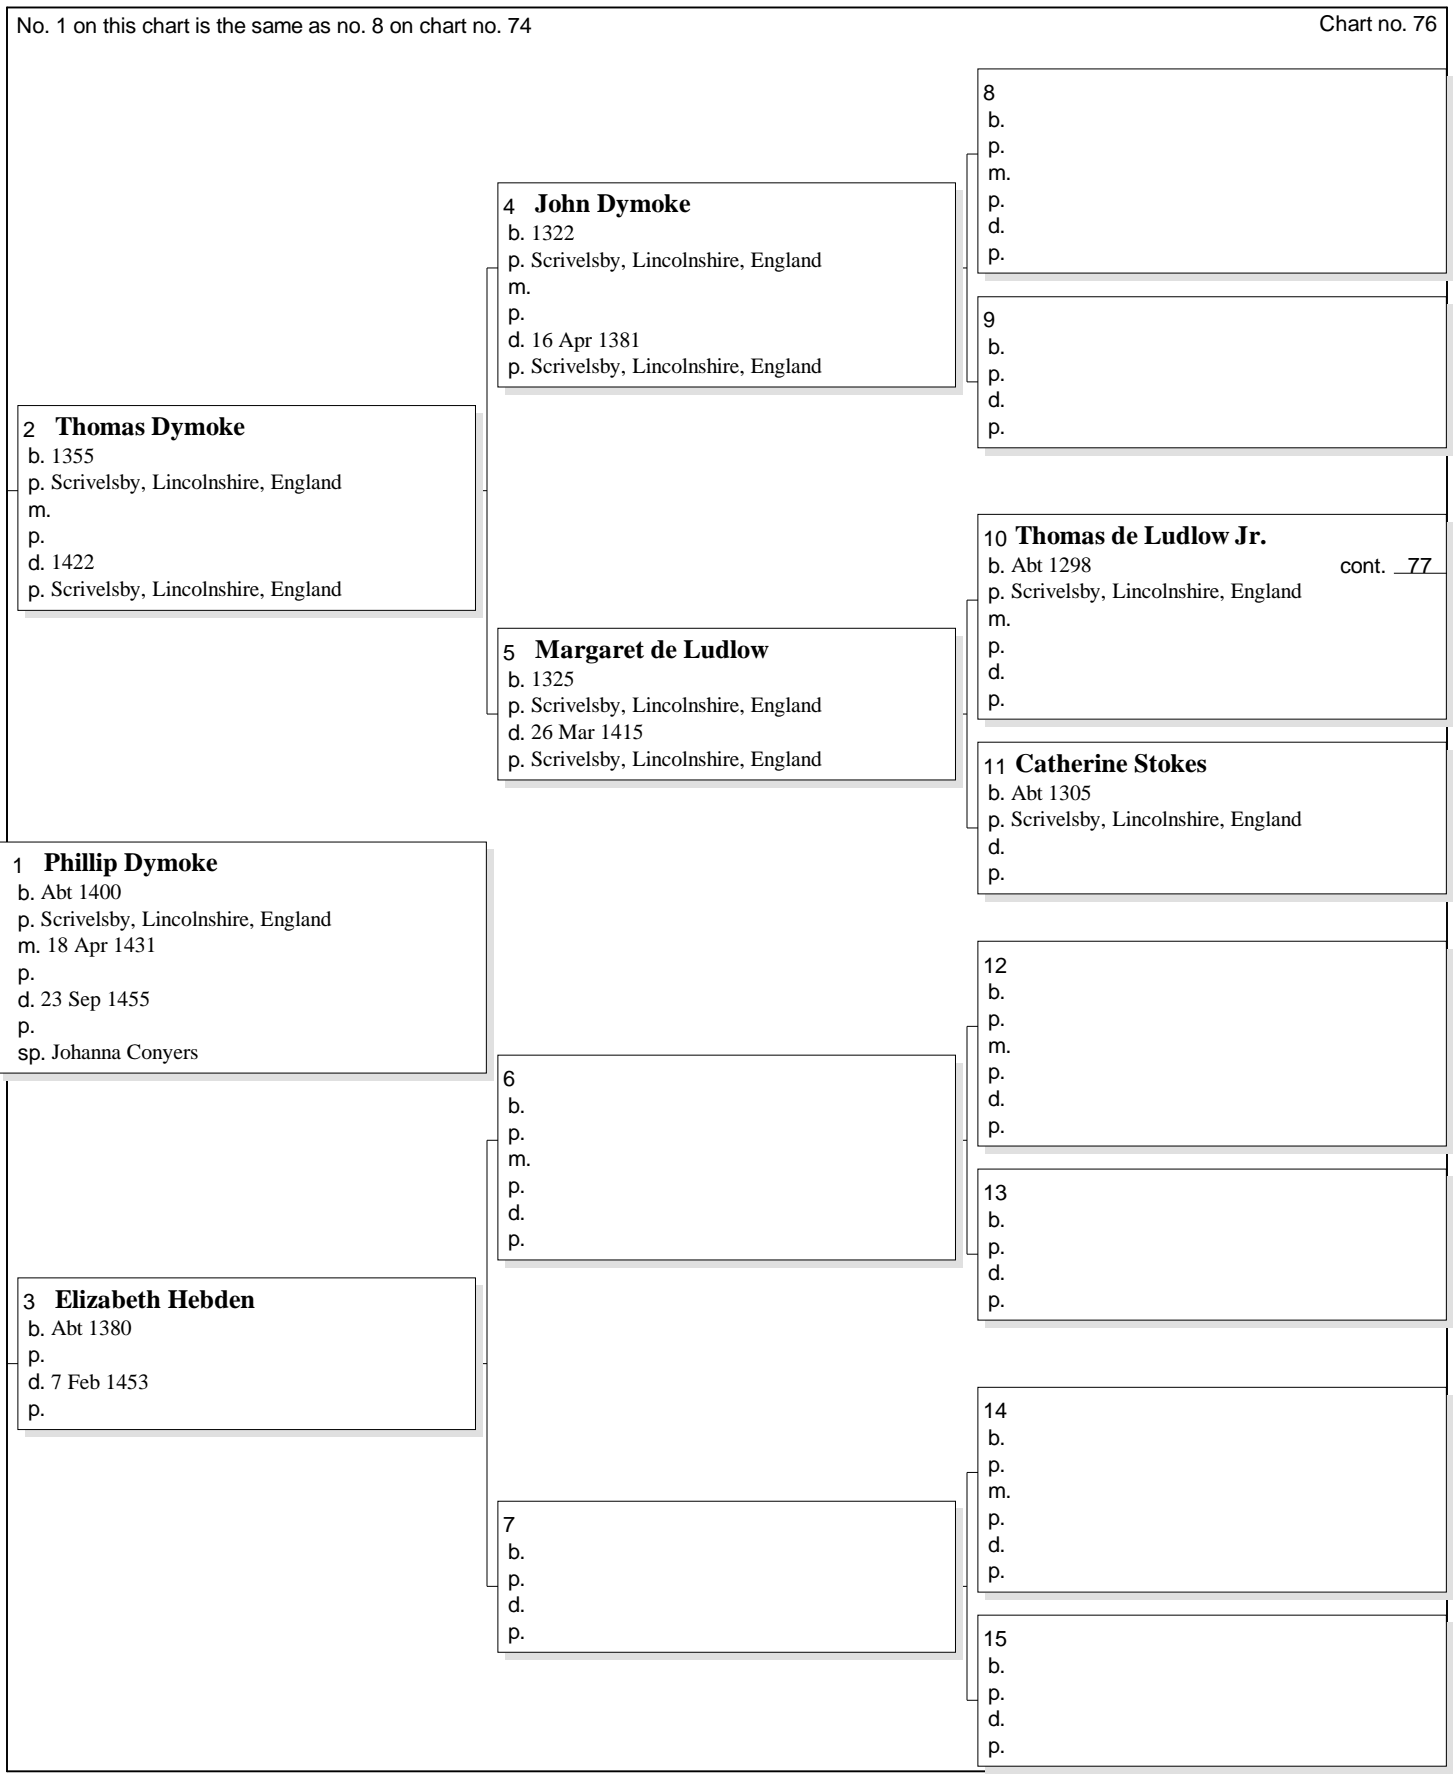 No. 1 on this chart is the same as no. 8 on chart no. 74
Chart no. 76
8
b.
p.
m.
p.
d.
p.
4 John Dymoke
b. 1322
p. Scrivelsby, Lincolnshire, England
m.
p.
d. 16 Apr 1381
p. Scrivelsby, Lincolnshire, England
9
b.
p.
d.
p.
2 Thomas Dymoke
b. 1355
p. Scrivelsby, Lincolnshire, England
m.
p.
d. 1422
p. Scrivelsby, Lincolnshire, England
10 Thomas de Ludlow Jr.
b. Abt 1298 cont. 77
p. Scrivelsby, Lincolnshire, England
m.
p.
d.
p.
5 Margaret de Ludlow
b. 1325
p. Scrivelsby, Lincolnshire, England
d. 26 Mar 1415
p. Scrivelsby, Lincolnshire, England
11 Catherine Stokes
b. Abt 1305
p. Scrivelsby, Lincolnshire, England
d.
p.
1 Phillip Dymoke
b. Abt 1400
p. Scrivelsby, Lincolnshire, England
m. 18 Apr 1431
p.
d. 23 Sep 1455
p.
sp. Johanna Conyers
12
b.
p.
m.
p.
d.
p.
6
b.
p.
m.
p.
d.
p.
13
b.
p.
d.
p.
3 Elizabeth Hebden
b. Abt 1380
p.
d. 7 Feb 1453
p.
14
b.
p.
m.
p.
d.
p.
7
b.
p.
d.
p.
15
b.
p.
d.
p.